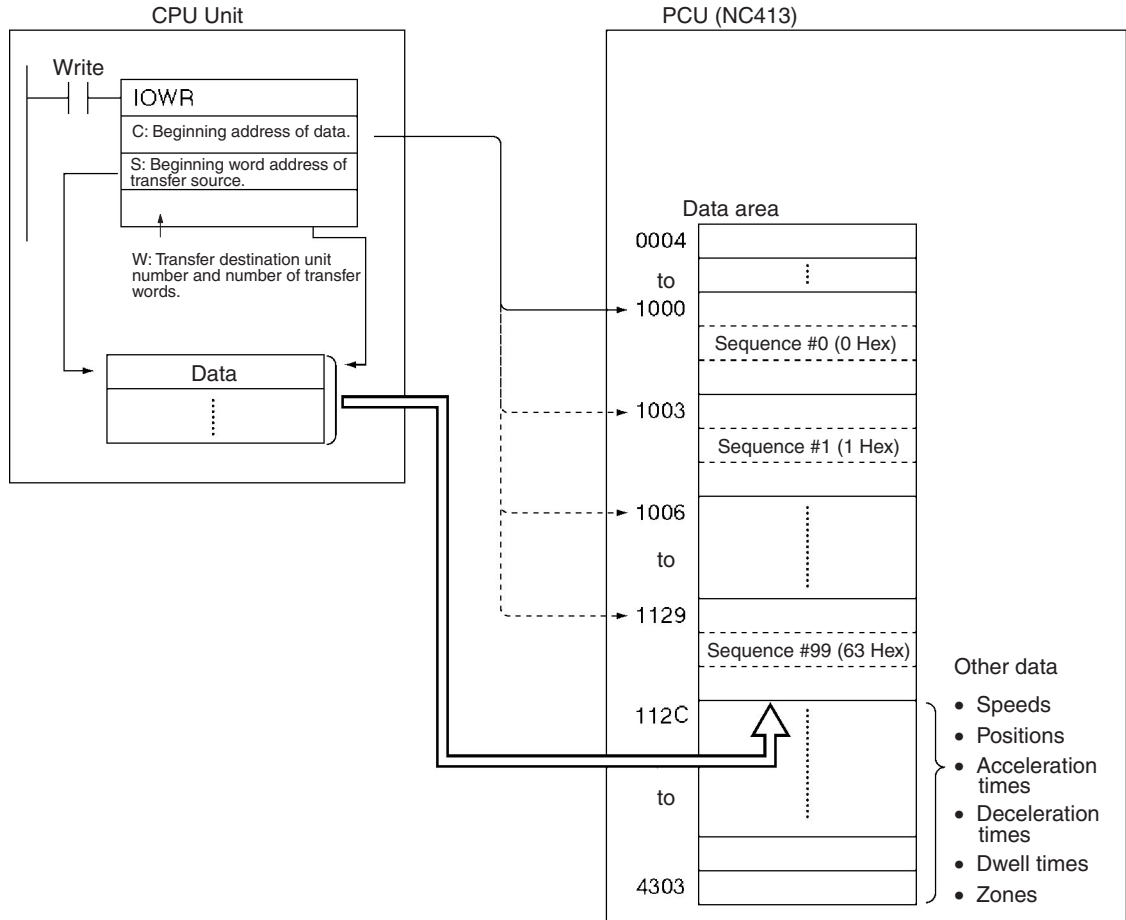 CPU Unit
Write
IOWR
C: Beginning address of data.
S: Beginning word address of
transfer source.
W: Transfer destination unit
number and number of transfer
words.
Data
PCU (NC413)
Data area
0004
to
1000
Sequence #0 (0 Hex)
1003
Sequence #1 (1 Hex)
1006
to
1129
Sequence #99 (63 Hex)
112C
to
4303
Other data
• Speeds
• Positions
• Acceleration
times
• Deceleration
times
• Dwell times
• Zones